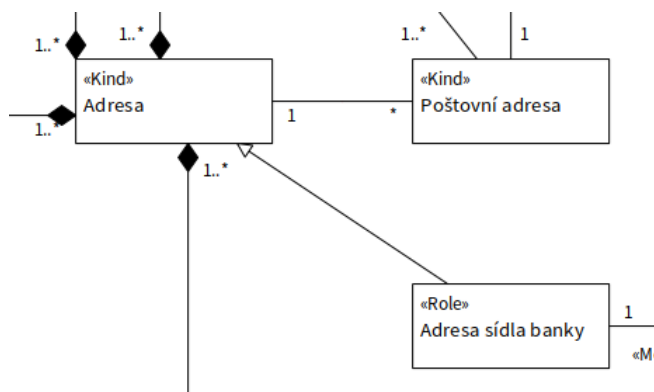 1..*
1..*
1..*
1
«Kind»
Adresa
«Kind»
Poštovní adresa
1
*
1..*
1..*
«Role»
Adresa sídla banky
1